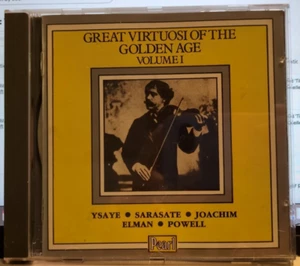 GREAT VIRTUOSI OF THE
GOLDEN AGE
VOLUME I
YSAYE • SARASATE • JOACHIM
ELMAN • POWELL
Pearl